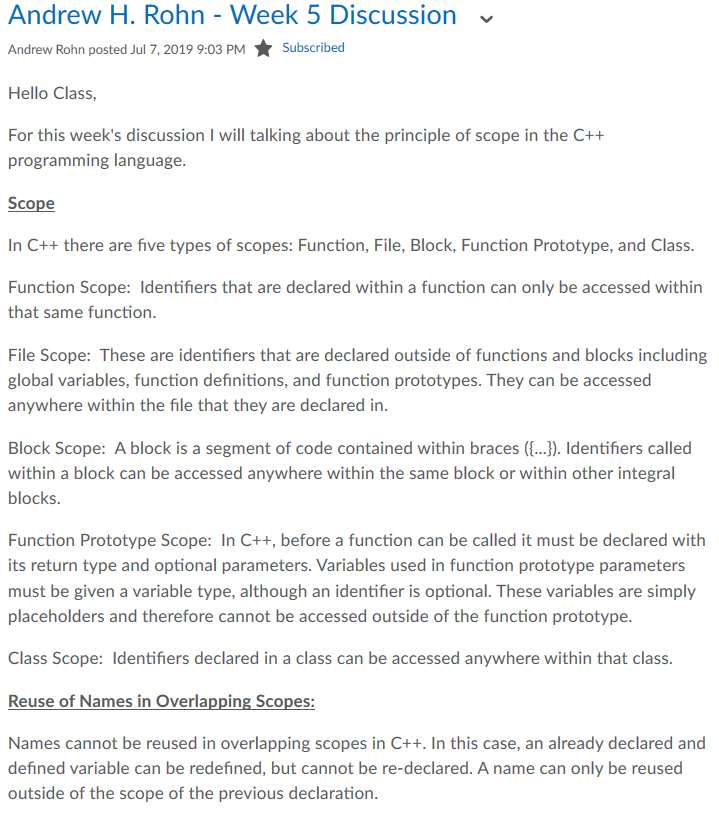 Andrew H. Rohn - Week 5 Discussion
Andrew Rohn posted Jul 7, 2019 9:03 PM Subscribed
Hello Class,
For this week's discussion I will talking about the principle of scope in the C++
programming language.
Scope
In C++ there are five types of scopes: Function, File, Block, Function Prototype, and Class.
Function Scope:  Identifiers that are declared within a function can only be accessed within
that same function.
File Scope:  These are identifiers that are declared outside of functions and blocks including
global variables, function definitions, and function prototypes. They can be accessed
anywhere within the file that they are declared in.
Block Scope:  A block is a segment of code contained within braces ({...}). Identifiers called
within a block can be accessed anywhere within the same block or within other integral
blocks.
Function Prototype Scope:  In C++, before a function can be called it must be declared with
its return type and optional parameters. Variables used in function prototype parameters
must be given a variable type, although an identifier is optional. These variables are simply
placeholders and therefore cannot be accessed outside of the function prototype.
Class Scope:  Identifiers declared in a class can be accessed anywhere within that class.
Reuse of Names in Overlapping Scopes:
Names cannot be reused in overlapping scopes in C++. In this case, an already declared and
defined variable can be redefined, but cannot be re-declared. A name can only be reused
outside of the scope of the previous declaration.